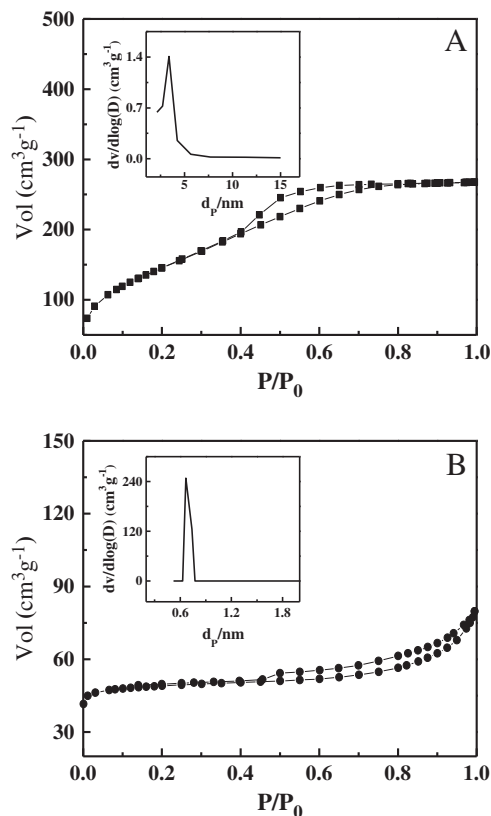 A
500
400
300
200
100
Vol (cm³g-1)
0.0 0.2 0.4 0.6 0.8 1.0
P/P₀
1.4
0.7
0.0
dv/dlog(D) (cm³g⁻¹)
5 10 15
dₚ/nm
B
150
120
90
60
30
Vol (cm³g-1)
0.0 0.2 0.4 0.6 0.8 1.0
P/P₀
240
120
0
dv/dlog(D) (cm³g⁻¹)
0.6 1.2 1.8
dₚ/nm